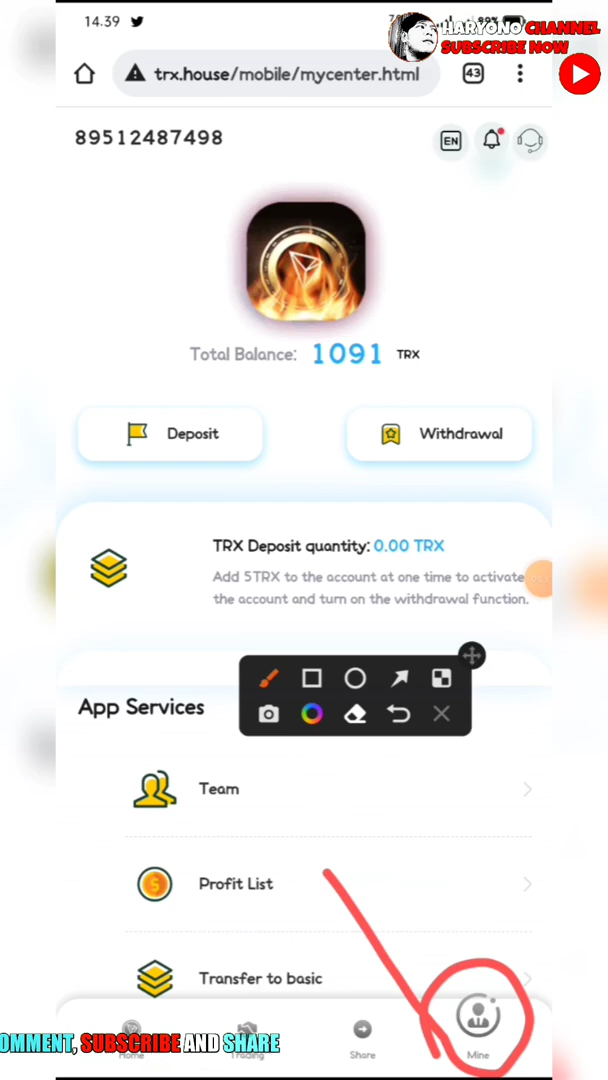 14.39
89%
HARYONO CHANNEL
SUBSCRIBE NOW
trx.house/mobile/mycenter.html
43
89512487498
EN
Total Balance: 1091 TRX
Deposit
Withdrawal
TRX Deposit quantity: 0.00 TRX
Add 5TRX to the account at one time to activate
the account and turn on the withdrawal function.
App Services
Team
Profit List
Transfer to basic
OMMENT, SUBSCRIBE AND SHARE
Home
Trading
Share
Mine